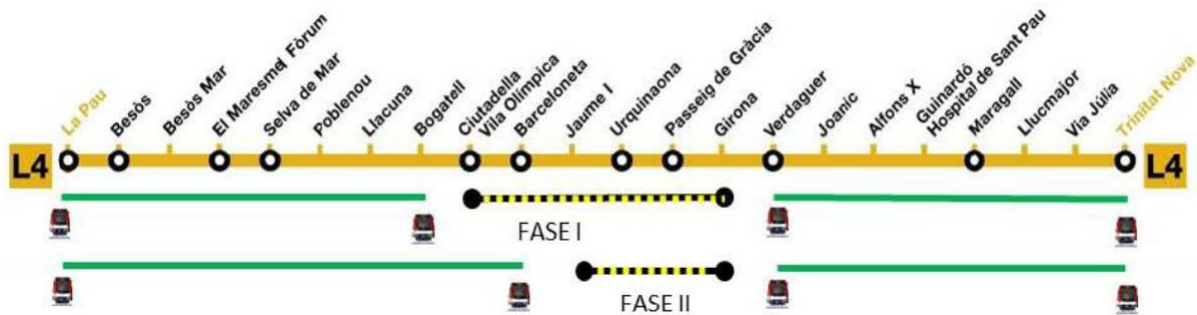 La Pau
Besòs
Besòs Mar
El Maresme| Fòrum
Selva de Mar
Poblenou
Llacuna
Bogatell
Ciutadella
Vila Olímpica
Barceloneta
Jaume I
Urquinaona
Passeig de Gràcia
Girona
Verdaguer
Joanic
Alfons X
Guinardó
Hospital de Sant Pau
Maragall
Llucmajor
Via Júlia
Trinitat Nova
L4
L4
FASE I
FASE II